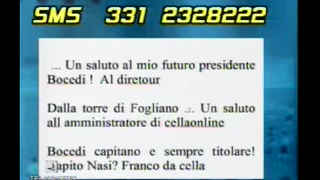 SMS 331 2328222
... Un saluto al mio futuro presidente
Bocedi ! Al diretour
Dalla torre di Fogliano .. Un saluto
all amministratore di cellaonline
Bocedi capitano e sempre titolare!
Capito Nasi? Franco da cella